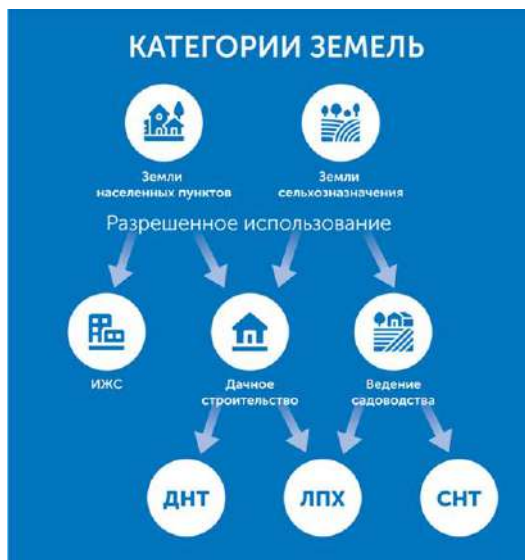 КАТЕГОРИИ ЗЕМЕЛЬ
Земли
населенных пунктов
Земли
сельхозназначения
Разрешенное использование
ИЖС
Дачное
строительство
Ведение
садоводства
ДНТ
ЛПХ
СНТ